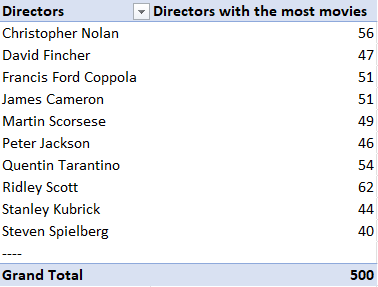 Directors Directors with the most movies
Christopher Nolan 56
David Fincher 47
Francis Ford Coppola 51
James Cameron 51
Martin Scorsese 49
Peter Jackson 46
Quentin Tarantino 54
Ridley Scott 62
Stanley Kubrick 44
Steven Spielberg 40
----
Grand Total 500